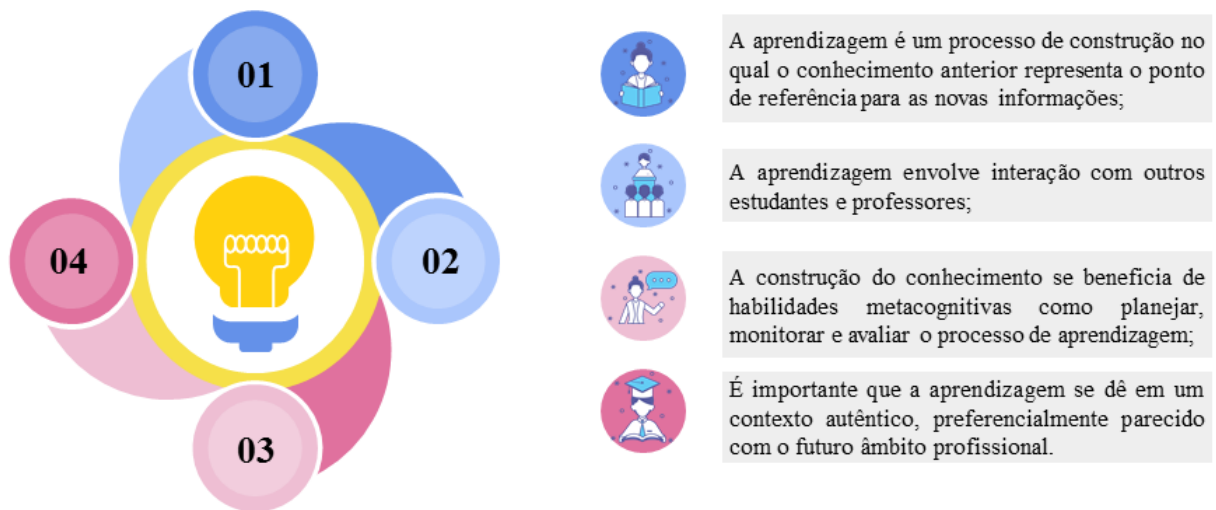 01
02
03
04
A aprendizagem é um processo de construção no
qual o conhecimento anterior representa o ponto
de referência para as novas informações;
A aprendizagem envolve interação com outros
estudantes e professores;
A construção do conhecimento se beneficia de
habilidades metacognitivas como planejar,
monitorar e avaliar o processo de aprendizagem;
É importante que a aprendizagem se dê em um
contexto autêntico, preferencialmente parecido
com o futuro âmbito profissional.